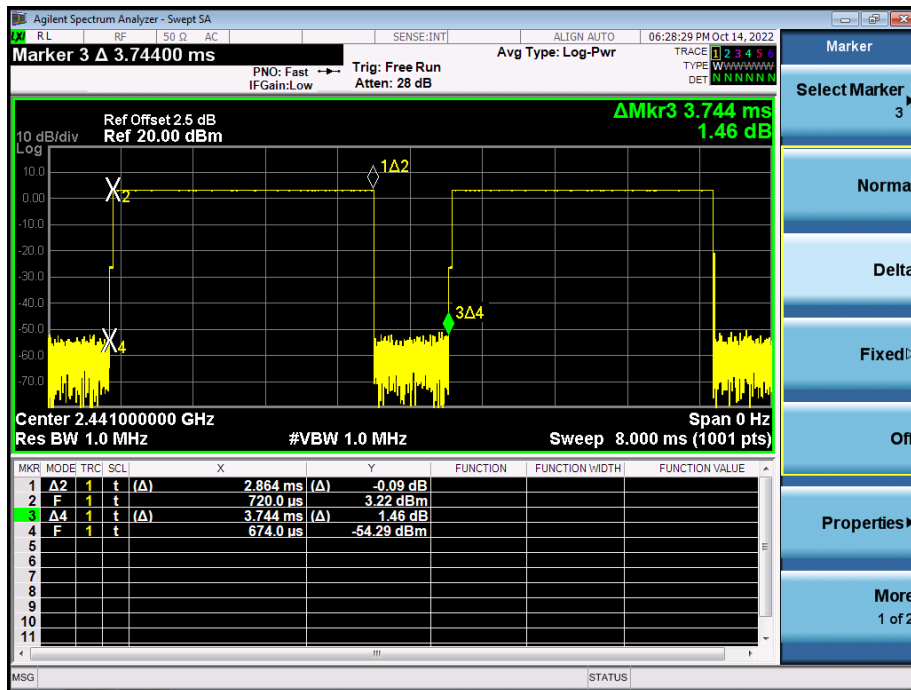 Agilent Spectrum Analyzer - Swept SA
LXI RL RF 50 Ω AC SENSE:INT ALIGN AUTO 06:28:29 PM Oct 14, 2022
Marker 3 Δ 3.74400 ms
PNO: Fast
IFGain:Low
Trig: Free Run
Atten: 28 dB
Avg Type: Log-Pwr
TRACE 1 2 3 4 5 6
TYPE WWWWWW
DET N N N N N N
Ref Offset 2.5 dB
10 dB/div Ref 20.00 dBm
Log
ΔMkr3 3.744 ms
1.46 dB
10.0
0.00
-10.0
-20.0
-30.0
-40.0
-50.0
-60.0
-70.0
1Δ2
2
3Δ4
4
Center 2.441000000 GHz Span 0 Hz
Res BW 1.0 MHz #VBW 1.0 MHz Sweep 8.000 ms (1001 pts)
MKR MODE TRC SCL X Y FUNCTION FUNCTION WIDTH FUNCTION VALUE
1 Δ2 1 t (Δ) 2.864 ms (Δ) -0.09 dB
2 F 1 t 720.0 µs 3.22 dBm
3 Δ4 1 t (Δ) 3.744 ms (Δ) 1.46 dB
4 F 1 t 674.0 µs -54.29 dBm
5
6
7
8
9
10
11
MSG STATUS
Marker
Select Marker
3
Norma
Delta
Fixed
Off
Properties
More
1 of 2